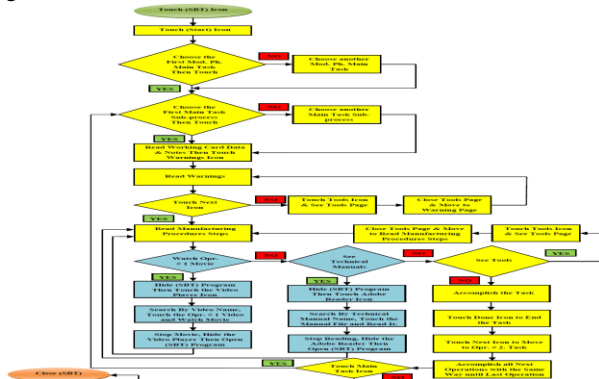 Touch (SBT) Icon
Touch (Start) Icon
Choose the
First Mod. Ph.
Main Task
Then Touch
NO
Choose another
Mod. Ph. Main
Task
YES
Choose the
First Main Task
Sub-process
Then Touch
NO
Choose another
Main Task Sub-
process
YES
Read Working Card Data
& Notes Then Touch
Warnings Icon
Read Warnings
Touch Next
Icon
NO
Touch Tools Icon
& See Tools Page
Close Tools Page
& Move to
Warning Page
YES
Read Manufacturing
Procedures Steps
Close Tools Page & Move
to Read Manufacturing
Procedures Steps
Touch Tools Icon
& See Tools Page
Watch Opr.
# 1 Movie
NO
See
Technical
Manuals
NO
See Tools
YES
YES
Hide (SBT) Program
Then Touch the Video
Player Icon
YES
Hide (SBT) Program
Then Touch Adobe
Reader Icon
NO
Accomplish the Task
Search By Video Name,
Touch the Opr. # 1 Video
and Watch Movie
Search By Technical
Manual Name, Touch the
Manual File and Read It.
Touch Done Icon to End
the Task
Stop Movie, Hide the
Video Player Then Open
(SBT) Program
Stop Reading, Hide the
Adobe Reader Then
Open (SBT) Program
Touch Next Icon to Move
to Opr. # 2, Task
YES
Touch Main
Task Icon
Accomplish all Next
Operations with the Same
Way until Last Operation
Close (SBT)
NO